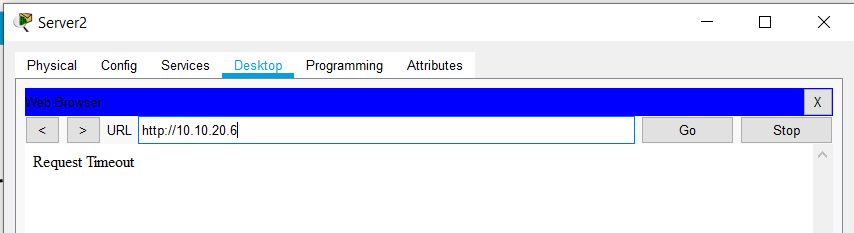 Server2
Physical Config Services Desktop Programming Attributes
Web Browser X
< > URL http://10.10.20.6 Go Stop
Request Timeout